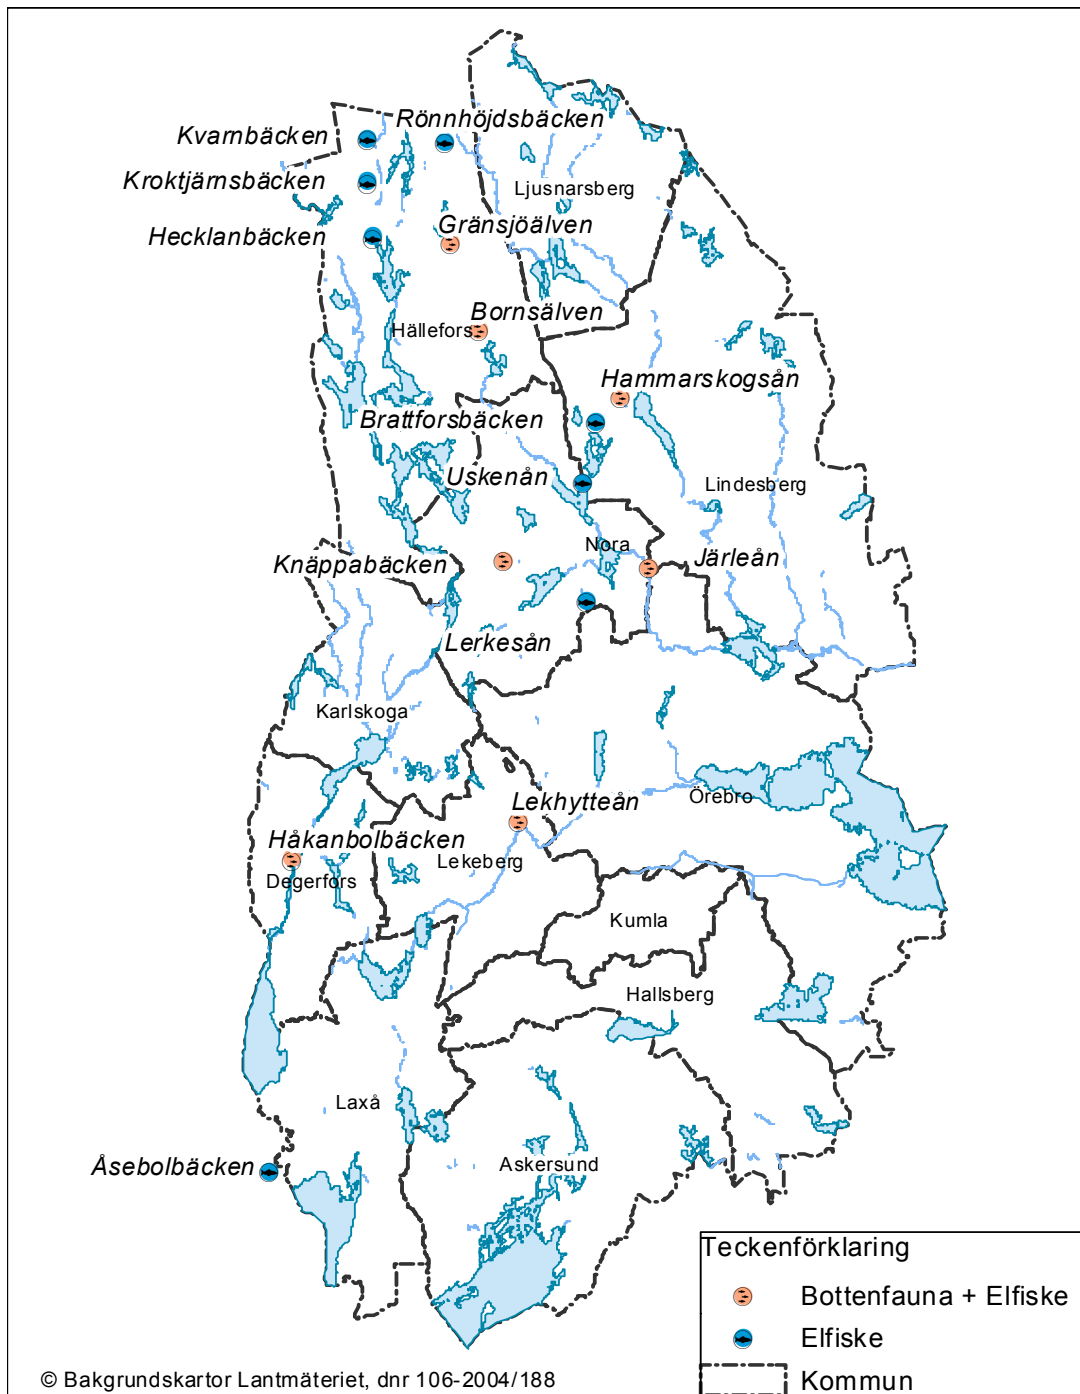 Rönnhöjdsbäcken
Kvarnbäcken
Kroktjärnsbäcken
Ljusnarsberg
Gränsjöälven
Hecklanbäcken
Bornsälven
Hällefors
Hammarskogsån
Brattforsbäcken
Uskenån
Lindesberg
Nora
Järleån
Knäppabäcken
Lerkesån
Karlskoga
Örebro
Lekhytteån
Håkanbolbäcken
Lekeberg
Degerfors
Kumla
Hallsberg
Laxå
Åsebolbäcken
Askersund
Teckenförklaring
Bottenfauna + Elfiske
Elfiske
Kommun
© Bakgrundskartor Lantmäteriet, dnr 106-2004/188